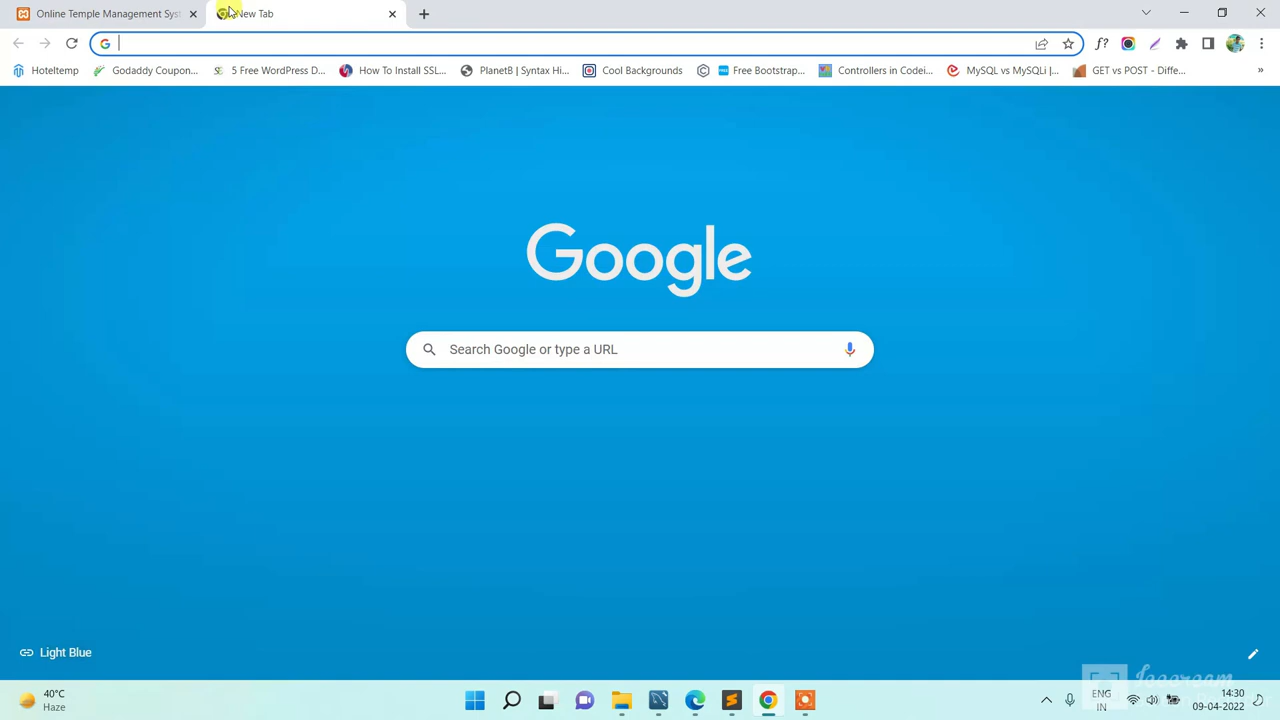 Online Temple Management Sys
New Tab
Hoteltemp
Godaddy Coupon...
5 Free WordPress D...
How To Install SSL...
PlanetB | Syntax Hi...
Cool Backgrounds
Free Bootstrap...
Controllers in Codei...
MySQL vs MySQLi |...
GET vs POST - Diffe...
»
Google
Search Google or type a URL
Light Blue
40°C
Haze
ENG
IN
14:30
09-04-2022
Icecream